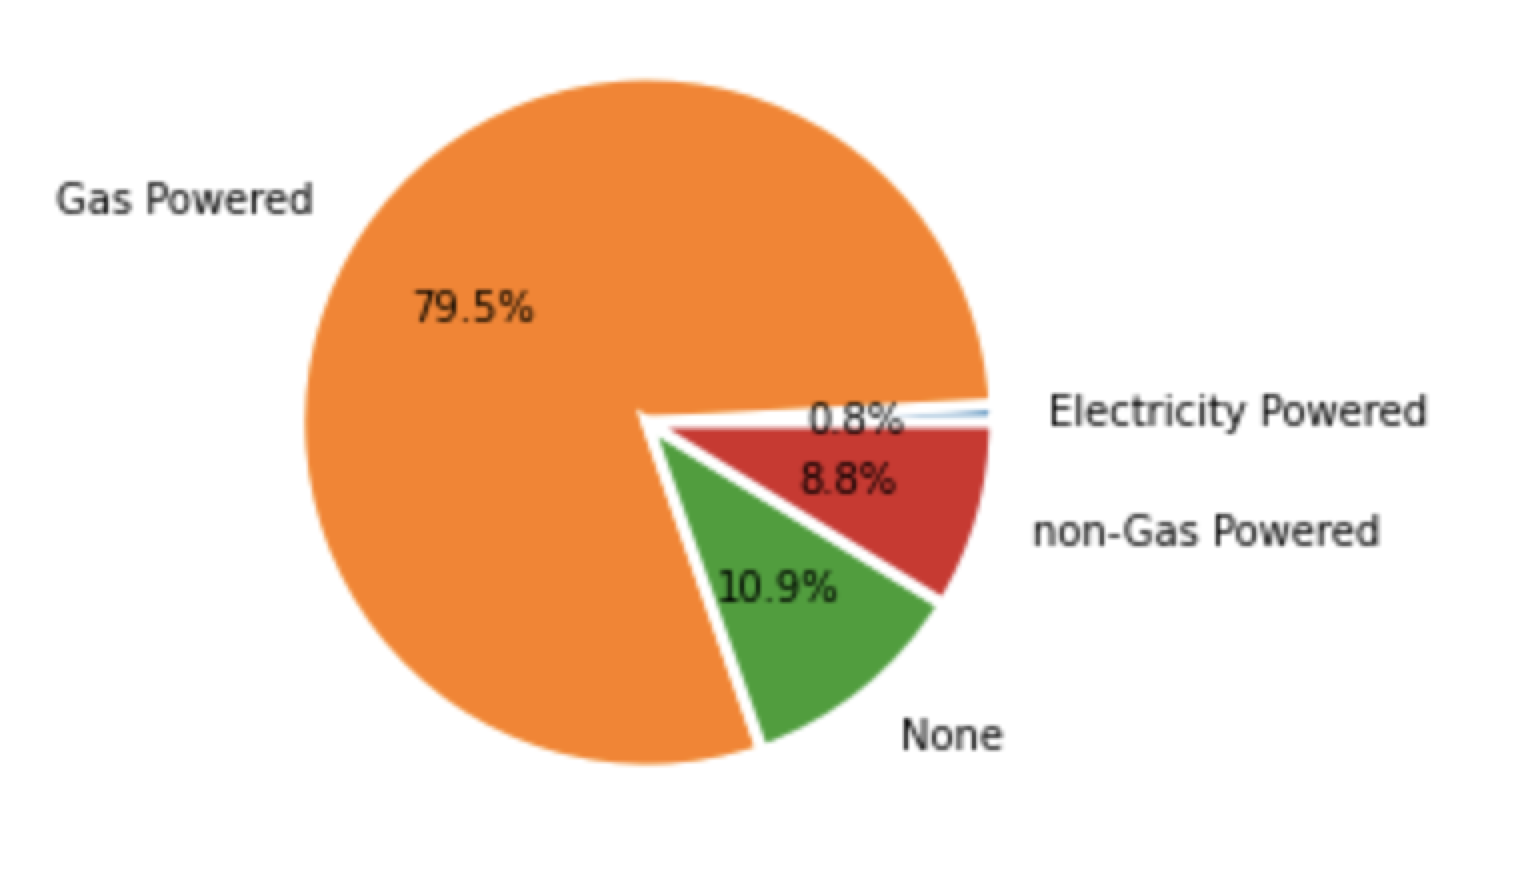 Gas Powered
79.5%
0.8%
Electricity Powered
8.8%
non-Gas Powered
10.9%
None